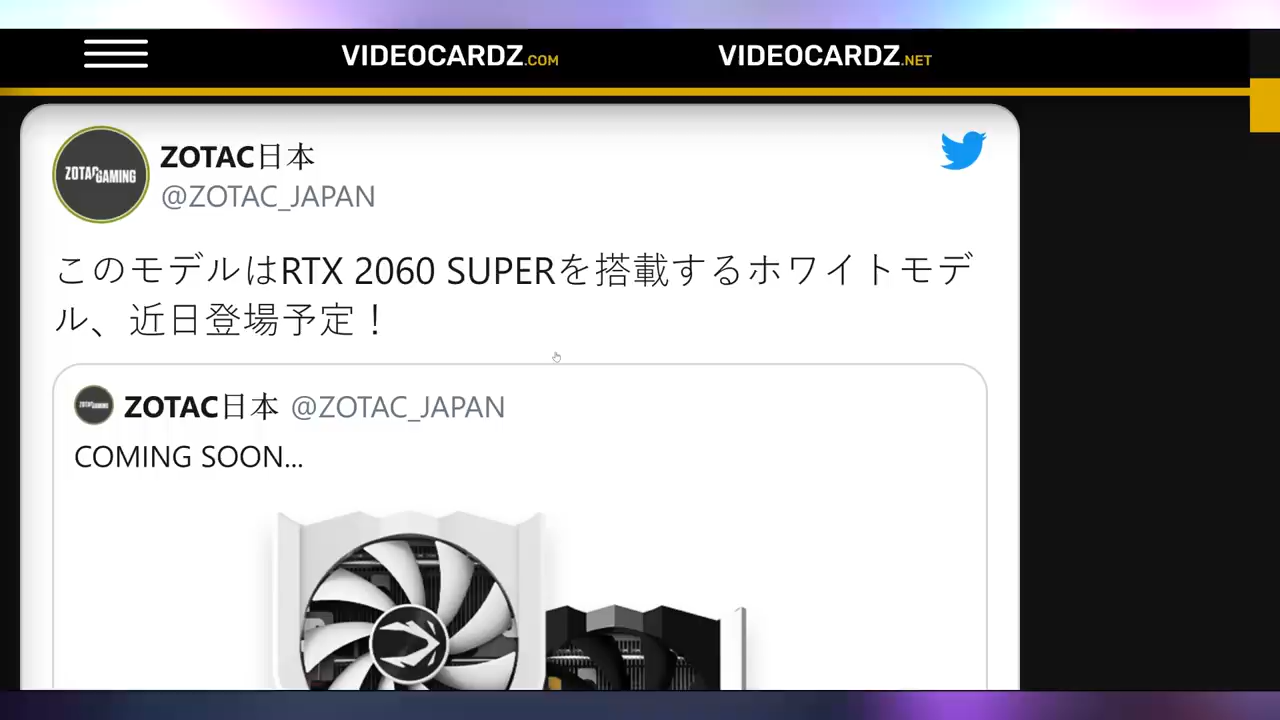 VIDEOCARDZ.COM
VIDEOCARDZ.NET
ZOTAC GAMING
ZOTAC日本
@ZOTAC_JAPAN
このモデルはRTX 2060 SUPERを搭載するホワイトモデ
ル、近日登場予定！
ZOTAC GAMING
ZOTAC日本 @ZOTAC_JAPAN
COMING SOON...